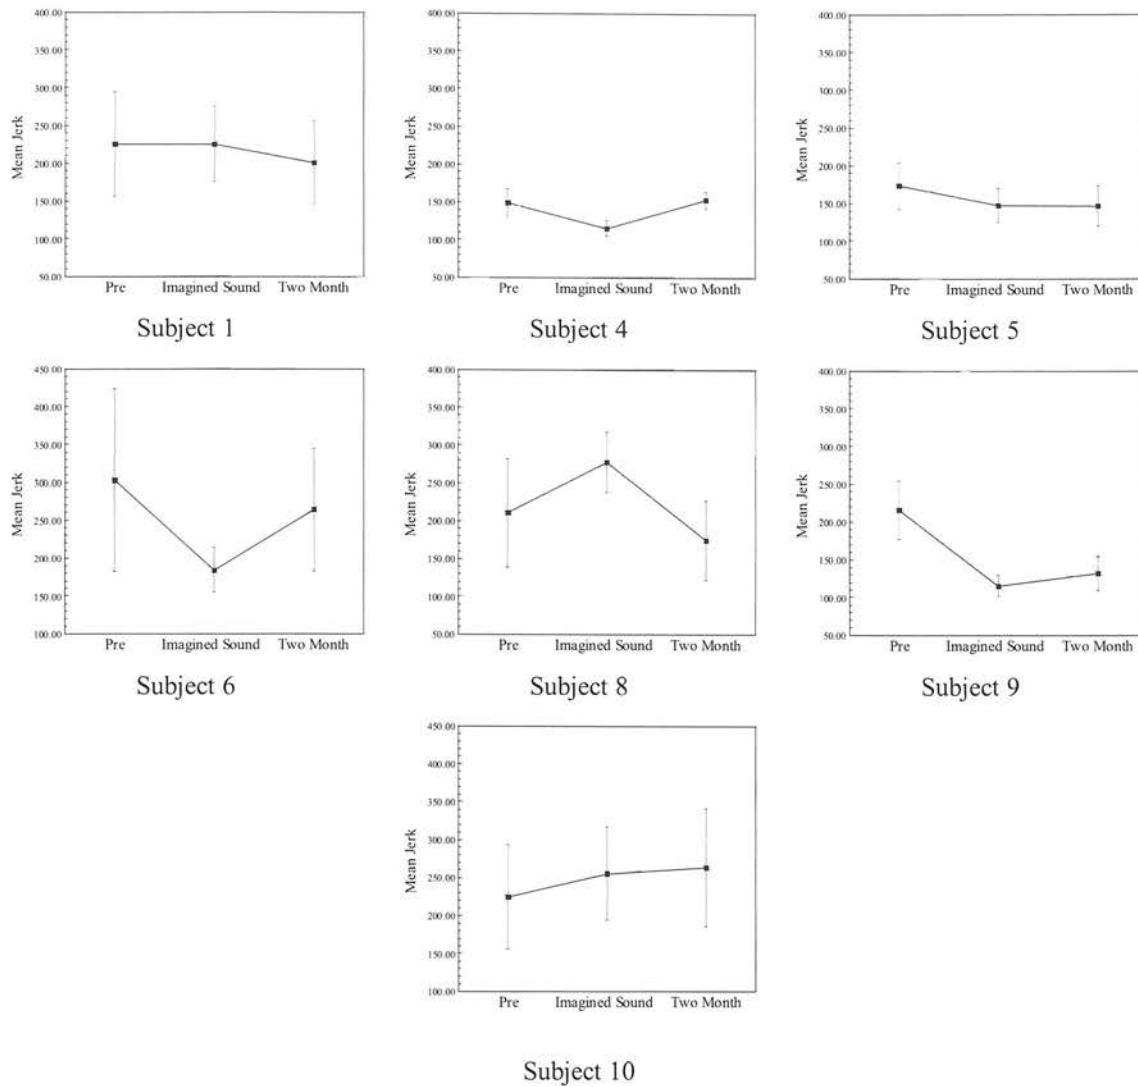 400.00
350.00
300.00
250.00
200.00
150.00
100.00
50.00
Mean Jerk
Pre Imagined Sound Two Month
Subject 1
400.00
350.00
300.00
250.00
200.00
150.00
100.00
50.00
Mean Jerk
Pre Imagined Sound Two Month
Subject 4
400.00
350.00
300.00
250.00
200.00
150.00
100.00
50.00
Mean Jerk
Pre Imagined Sound Two Month
Subject 5
450.00
400.00
350.00
300.00
250.00
200.00
150.00
100.00
Mean Jerk
Pre Imagined Sound Two Month
Subject 6
400.00
350.00
300.00
250.00
200.00
150.00
100.00
50.00
Mean Jerk
Pre Imagined Sound Two Month
Subject 8
400.00
350.00
300.00
250.00
200.00
150.00
100.00
50.00
Mean Jerk
Pre Imagined Sound Two Month
Subject 9
450.00
400.00
350.00
300.00
250.00
200.00
150.00
100.00
Mean Jerk
Pre Imagined Sound Two Month
Subject 10